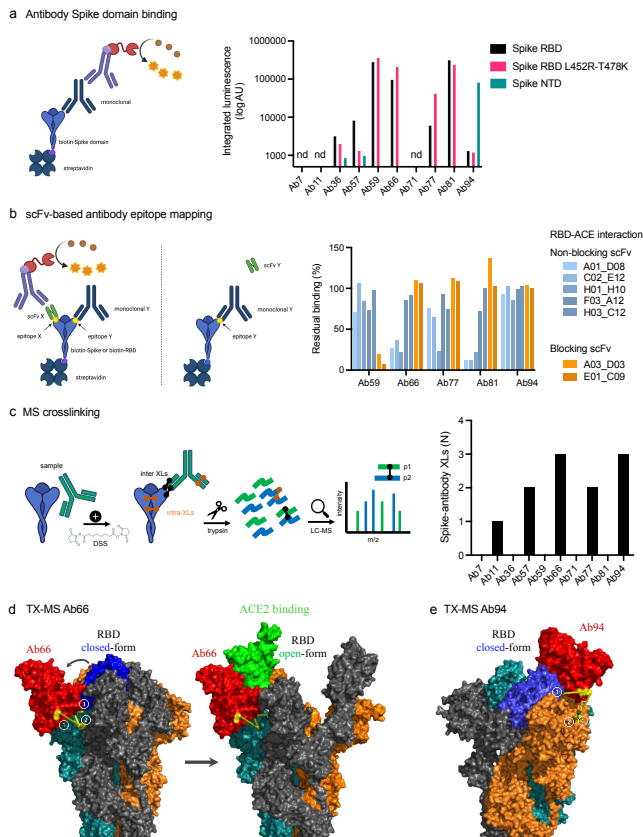 a Antibody Spike domain binding
monoclonal
biotin-Spike domain
streptavidin
Integrated luminescence
(log AU)
1000000
100000
10000
1000
nd
nd
nd
Ab7
Ab11
Ab36
Ab57
Ab59
Ab66
Ab71
Ab77
Ab81
Ab94
Spike RBD
Spike RBD L452R-T478K
Spike NTD
b scFv-based antibody epitope mapping
scFv X
epitope X
epitope Y
monoclonal Y
biotin-Spike or biotin-RBD
streptavidin
scFv Y
monoclonal Y
epitope Y
Residual binding (%)
150
100
50
0
Ab59
Ab66
Ab77
Ab81
Ab94
RBD-ACE interaction
Non-blocking scFv
A01_D08
C02_E12
H01_H10
F03_A12
H03_C12
Blocking scFv
A03_D03
E01_C09
c MS crosslinking
sample
DSS
inter XLs
intra XLs
trypsin
LC-MS
p1
p2
intensity
m/z
Spike-antibody XLs (N)
4
3
2
1
0
Ab7
Ab11
Ab36
Ab57
Ab59
Ab66
Ab71
Ab77
Ab81
Ab94
d TX-MS Ab66
Ab66
RBD
closed-form
1
1
2
ACE2 binding
Ab66
RBD
open-form
1
2
e TX-MS Ab94
RBD
closed-form
Ab94
1
2